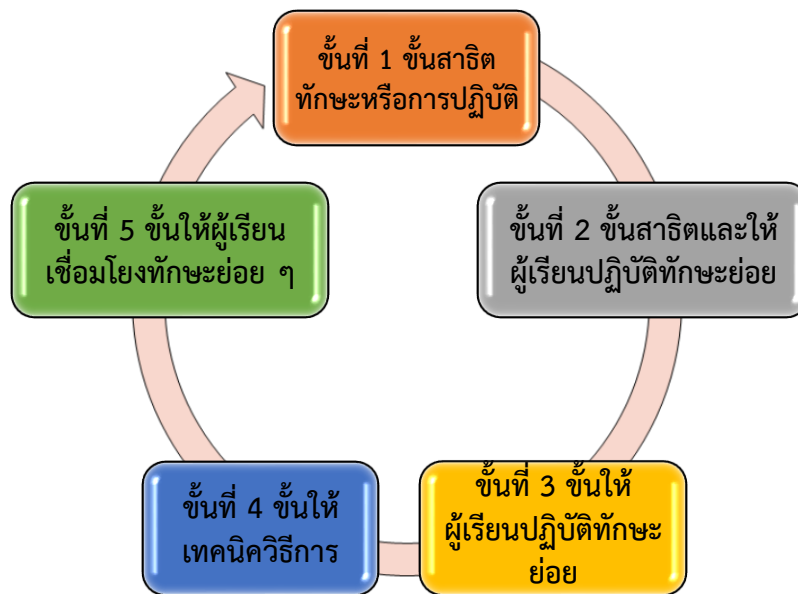 ขั้นที่ 1 ขั้นสาธิต
ทักษะหรือการปฏิบัติ
ขั้นที่ 2 ขั้นสาธิตและให้
ผู้เรียนปฏิบัติทักษะย่อย
ขั้นที่ 3 ขั้นให้
ผู้เรียนปฏิบัติทักษะ
ย่อย
ขั้นที่ 4 ขั้นให้
เทคนิควิธีการ
ขั้นที่ 5 ขั้นให้ผู้เรียน
เชื่อมโยงทักษะย่อย ๆ